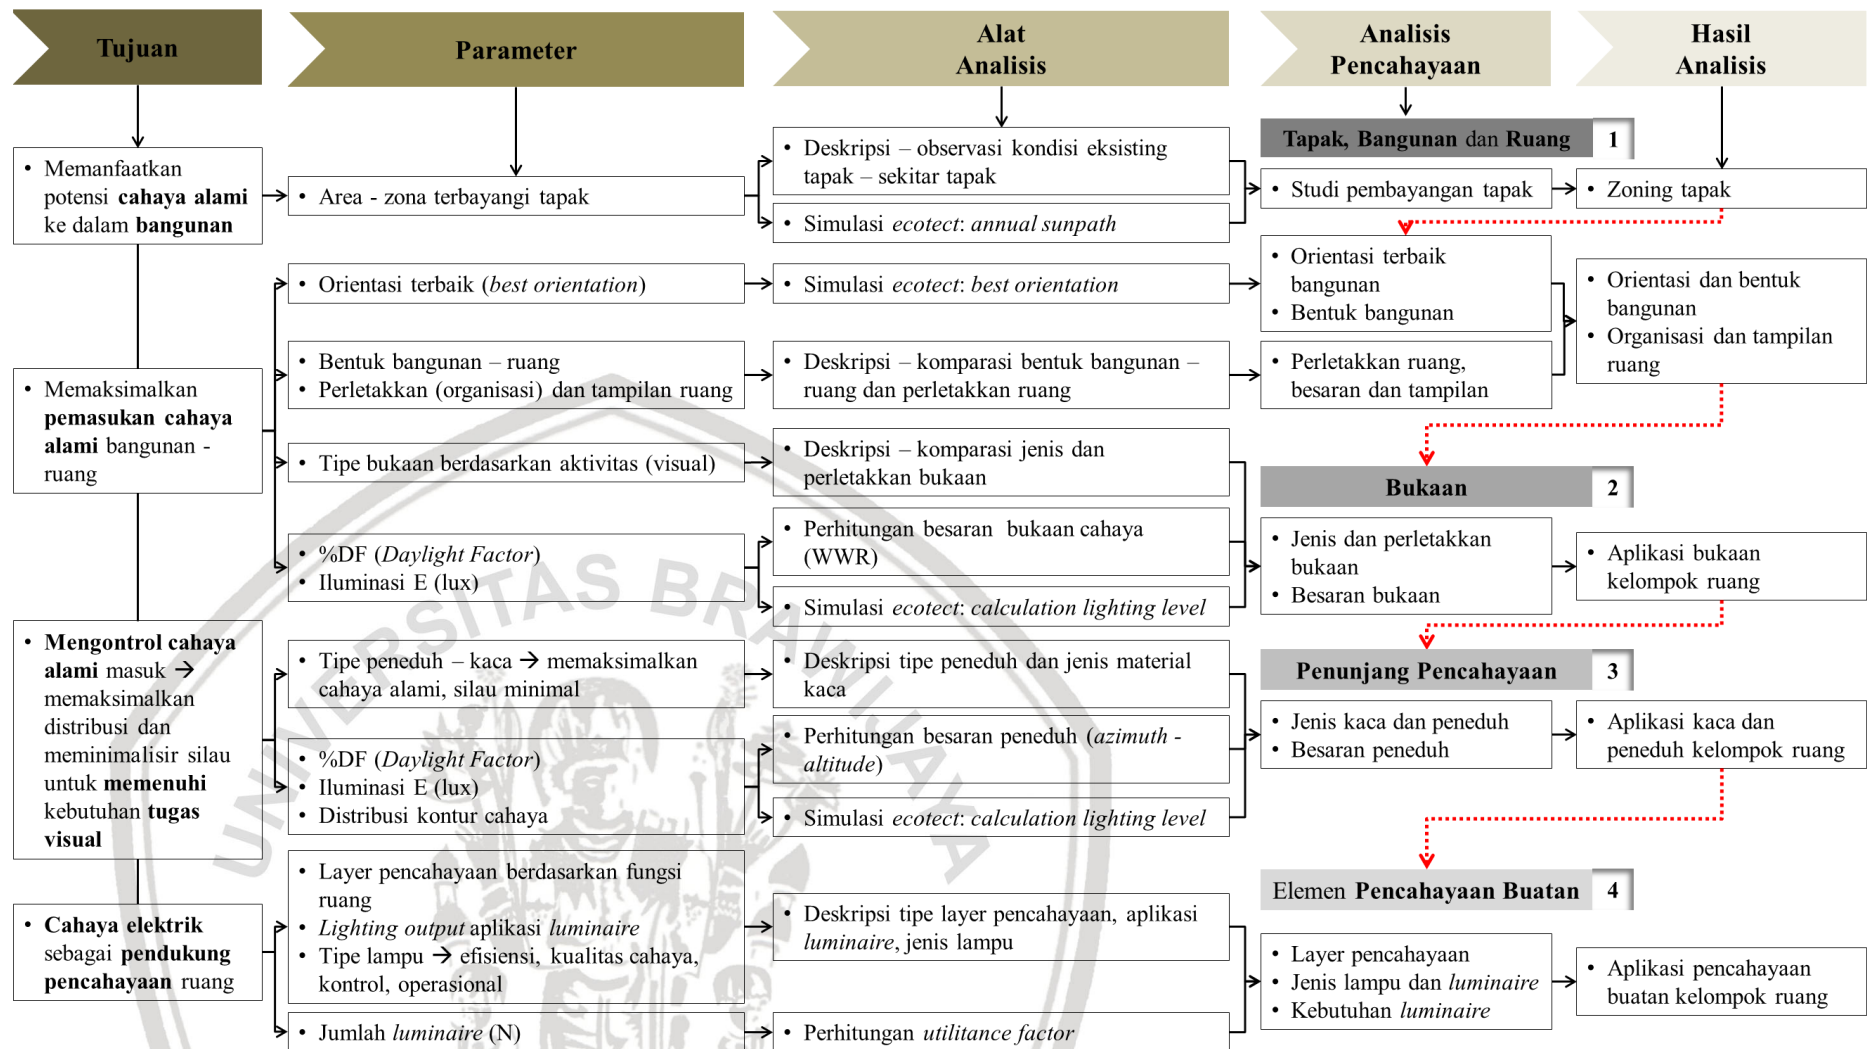 Tujuan
Parameter
Alat
Analisis
Analisis
Pencahayaan
Hasil
Analisis
• Memanfaatkan
potensi cahaya alami
ke dalam bangunan
• Area - zona terbayangi tapak
• Deskripsi – observasi kondisi eksisting
tapak – sekitar tapak
• Simulasi ecotect: annual sunpath
Tapak, Bangunan dan Ruang 1
• Studi pembayangan tapak
• Zoning tapak
• Memaksimalkan
pemasukan cahaya
alami bangunan -
ruang
• Orientasi terbaik (best orientation)
• Simulasi ecotect: best orientation
• Orientasi terbaik
bangunan
• Bentuk bangunan
• Bentuk bangunan – ruang
• Perletakkan (organisasi) dan tampilan ruang
• Deskripsi – komparasi bentuk bangunan –
ruang dan perletakkan ruang
• Perletakkan ruang,
besaran dan tampilan
• Orientasi dan bentuk
bangunan
• Organisasi dan tampilan
ruang
• Tipe bukaan berdasarkan aktivitas (visual)
• Deskripsi – komparasi jenis dan
perletakkan bukaan
• %DF (Daylight Factor)
• Iluminasi E (lux)
• Perhitungan besaran bukaan cahaya
(WWR)
• Simulasi ecotect: calculation lighting level
Bukaan 2
• Jenis dan perletakkan
bukaan
• Besaran bukaan
• Aplikasi bukaan
kelompok ruang
• Mengontrol cahaya
alami masuk →
memaksimalkan
distribusi dan
meminimalisir silau
untuk memenuhi
kebutuhan tugas
visual
• Tipe peneduh – kaca → memaksimalkan
cahaya alami, silau minimal
• Deskripsi tipe peneduh dan jenis material
kaca
• %DF (Daylight Factor)
• Iluminasi E (lux)
• Distribusi kontur cahaya
• Perhitungan besaran peneduh (azimuth -
altitude)
• Simulasi ecotect: calculation lighting level
Penunjang Pencahayaan 3
• Jenis kaca dan peneduh
• Besaran peneduh
• Aplikasi kaca dan
peneduh kelompok ruang
• Cahaya elektrik
sebagai pendukung
pencahayaan ruang
• Layer pencahayaan berdasarkan fungsi
ruang
• Lighting output aplikasi luminaire
• Tipe lampu → efisiensi, kualitas cahaya,
kontrol, operasional
• Deskripsi tipe layer pencahayaan, aplikasi
luminaire, jenis lampu
• Jumlah luminaire (N)
• Perhitungan utilitance factor
Elemen Pencahayaan Buatan 4
• Layer pencahayaan
• Jenis lampu dan luminaire
• Kebutuhan luminaire
• Aplikasi pencahayaan
buatan kelompok ruang
UNIVERSITAS BRAWIJAYA